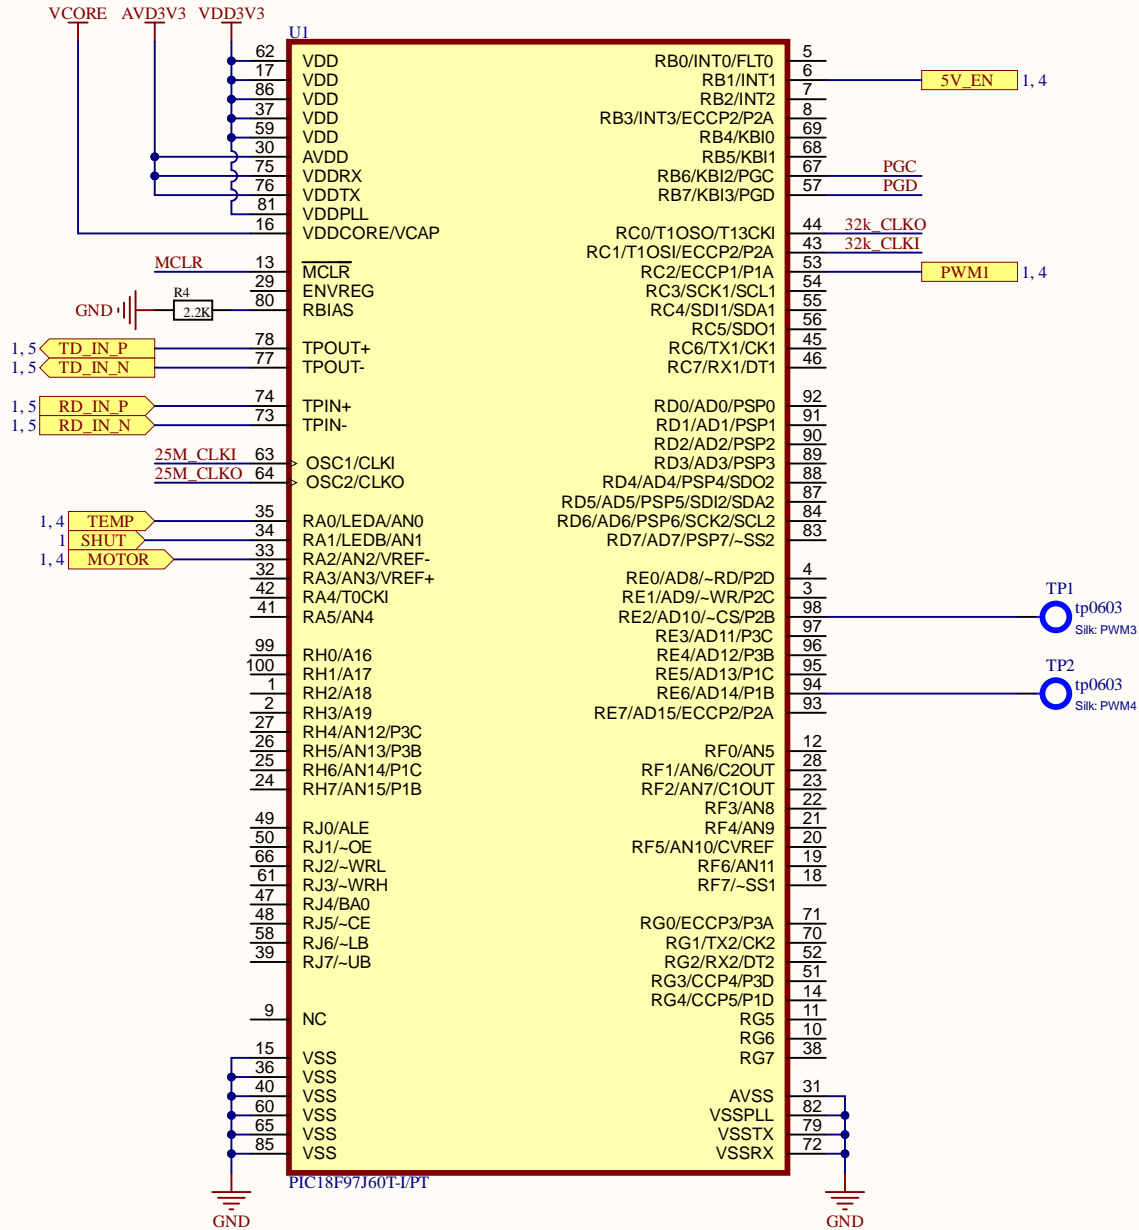 VCORE AVD3V3 VDD3V3
U1
62 VDD RB0/INT0/FLT0 5
17 VDD RB1/INT1 6 5V_EN 1, 4
86 VDD RB2/INT2 7
37 VDD RB3/INT3/ECCP2/P2A 8
59 VDD RB4/KBI0 69
30 AVDD RB5/KBI1 68
75 VDDRX RB6/KBI2/PGC 67 PGC
76 VDDTX RB7/KBI3/PGD 57 PGD
81 VDDPLL
16 VDDCORE/VCAP RC0/T1OSO/T13CKI 44 32k_CLKO
RC1/T1OSI/ECCP2/P2A 43 32k_CLKI
MCLR 13 MCLR RC2/ECCP1/P1A 53 PWM1 1, 4
29 ENVREG RC3/SCK1/SCL1 54
GND R4 2.2K 80 RBIAS RC4/SDI1/SDA1 55
RC5/SDO1 56
1, 5 TD_IN_P 78 TPOUT+ RC6/TX1/CK1 45
1, 5 TD_IN_N 77 TPOUT- RC7/RX1/DT1 46
1, 5 RD_IN_P 74 TPIN+ RD0/AD0/PSP0 92
1, 5 RD_IN_N 73 TPIN- RD1/AD1/PSP1 91
RD2/AD2/PSP2 90
25M_CLKI 63 OSC1/CLKI RD3/AD3/PSP3 89
25M_CLKO 64 OSC2/CLKO RD4/AD4/PSP4/SDO2 88
RD5/AD5/PSP5/SDI2/SDA2 87
1, 4 TEMP 35 RA0/LEDA/AN0 RD6/AD6/PSP6/SCK2/SCL2 84
1 SHUT 34 RA1/LEDB/AN1 RD7/AD7/PSP7/~SS2 83
1, 4 MOTOR 33 RA2/AN2/VREF-
32 RA3/AN3/VREF+ RE0/AD8/~RD/P2D 4
42 RA4/T0CKI RE1/AD9/~WR/P2C 3 TP1
41 RA5/AN4 RE2/AD10/~CS/P2B 98 tp0603
RE3/AD11/P3C 97 Silk: PWM3
99 RH0/A16 RE4/AD12/P3B 96
100 RH1/A17 RE5/AD13/P1C 95 TP2
1 RH2/A18 RE6/AD14/P1B 94 tp0603
2 RH3/A19 RE7/AD15/ECCP2/P2A 93 Silk: PWM4
27 RH4/AN12/P3C
26 RH5/AN13/P3B RF0/AN5 12
25 RH6/AN14/P1C RF1/AN6/C2OUT 28
24 RH7/AN15/P1B RF2/AN7/C1OUT 23
RF3/AN8 22
49 RJ0/ALE RF4/AN9 21
50 RJ1/~OE RF5/AN10/CVREF 20
66 RJ2/~WRL RF6/AN11 19
61 RJ3/~WRH RF7/~SS1 18
47 RJ4/BA0
48 RJ5/~CE RG0/ECCP3/P3A 71
58 RJ6/~LB RG1/TX2/CK2 70
39 RJ7/~UB RG2/RX2/DT2 52
RG3/CCP4/P3D 51
RG4/CCP5/P1D 14
9 NC RG5 11
RG6 10
15 VSS RG7 38
36 VSS
40 VSS AVSS 31
60 VSS VSSPLL 82
65 VSS VSSTX 79
85 VSS VSSRX 72
PIC18F97J60T-I/PT
GND GND